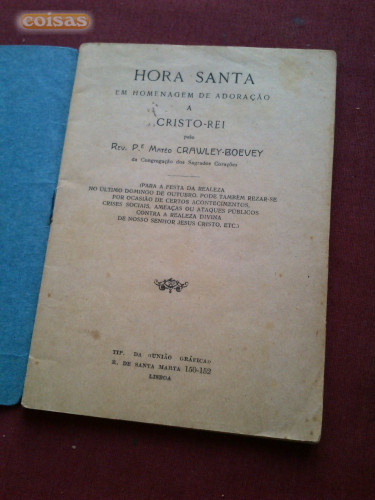 coisas
HORA SANTA
EM HOMENAGEM DE ADORAÇÃO
A
CRISTO-REI
pelo
REV. P.E MATEO CRAWLEY-BOEVEY
da Congregação dos Sagrados Corações
(PARA A FESTA DA REALEZA
NO ÚLTIMO DOMINGO DE OUTUBRO. PODE TAMBEM REZAR-SE
POR OCASIÃO DE CERTOS ACONTECIMENTOS,
CRISES SOCIAIS, AMEAÇAS OU ATAQUES PÚBLICOS
CONTRA A REALEZA DIVINA
DE NOSSO SENHOR JESUS CRISTO, ETC.)
TIP. DA «UNIÃO GRÁFICA»
R. DE SANTA MARTA 150-152
LISBOA